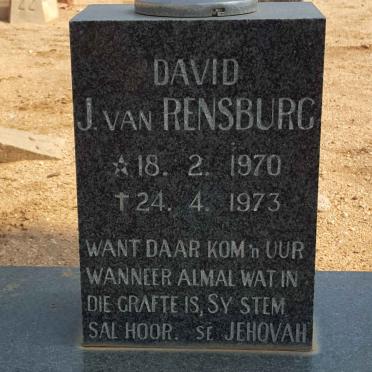 DAVID
J. VAN RENSBURG
☆ 18. 2. 1970
† 24. 4. 1973
WANT DAAR KOM 'n UUR
WANNEER ALMAL WAT IN
DIE GRAFTE IS, SY STEM
SAL HOOR. SE JEHOVAH